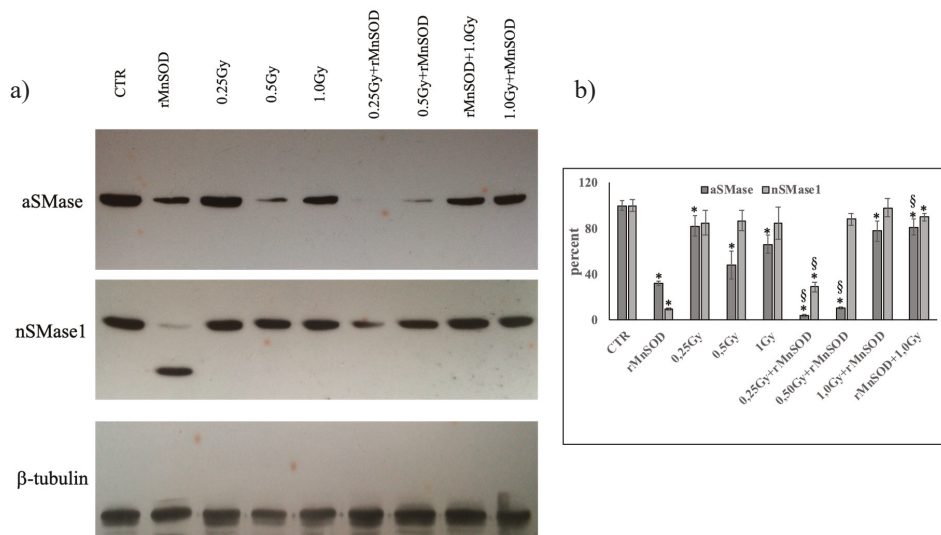 a)
CTR
rMnSOD
0.25Gy
0.5Gy
1.0Gy
0.25Gy+rMnSOD
0.5Gy+rMnSOD
rMnSOD+1.0Gy
1.0Gy+rMnSOD
aSMase
nSMase1
β-tubulin
b)
120
80
40
0
percent
aSMase
nSMase1
*
*
*
*
*
§
*
§
*
§
*
*
§
*
*
CTR
rMnSOD
0,25Gy
0,5Gy
1Gy
0,25Gy+rMnSOD
0,50Gy+rMnSOD
1,0Gy+rMnSOD
rMnSOD+1,0Gy